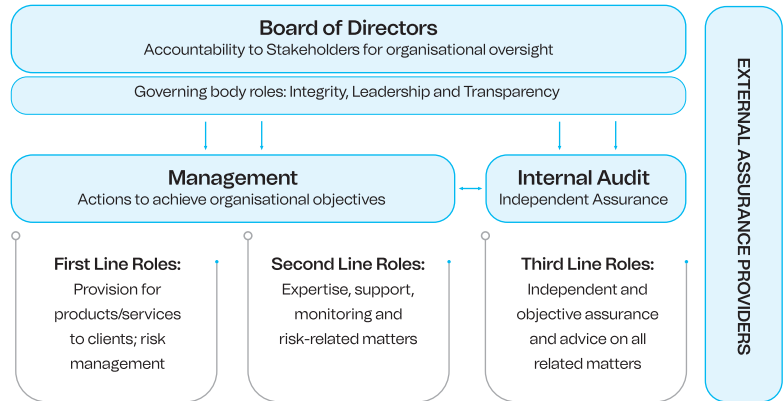 Board of Directors
Accountability to Stakeholders for organisational oversight
Governing body roles: Integrity, Leadership and Transparency
Management
Actions to achieve organisational objectives
Internal Audit
Independent Assurance
First Line Roles:
Provision for
products/services
to clients; risk
management
Second Line Roles:
Expertise, support,
monitoring and
risk-related matters
Third Line Roles:
Independent and
objective assurance
and advice on all
related matters
EXTERNAL ASSURANCE PROVIDERS